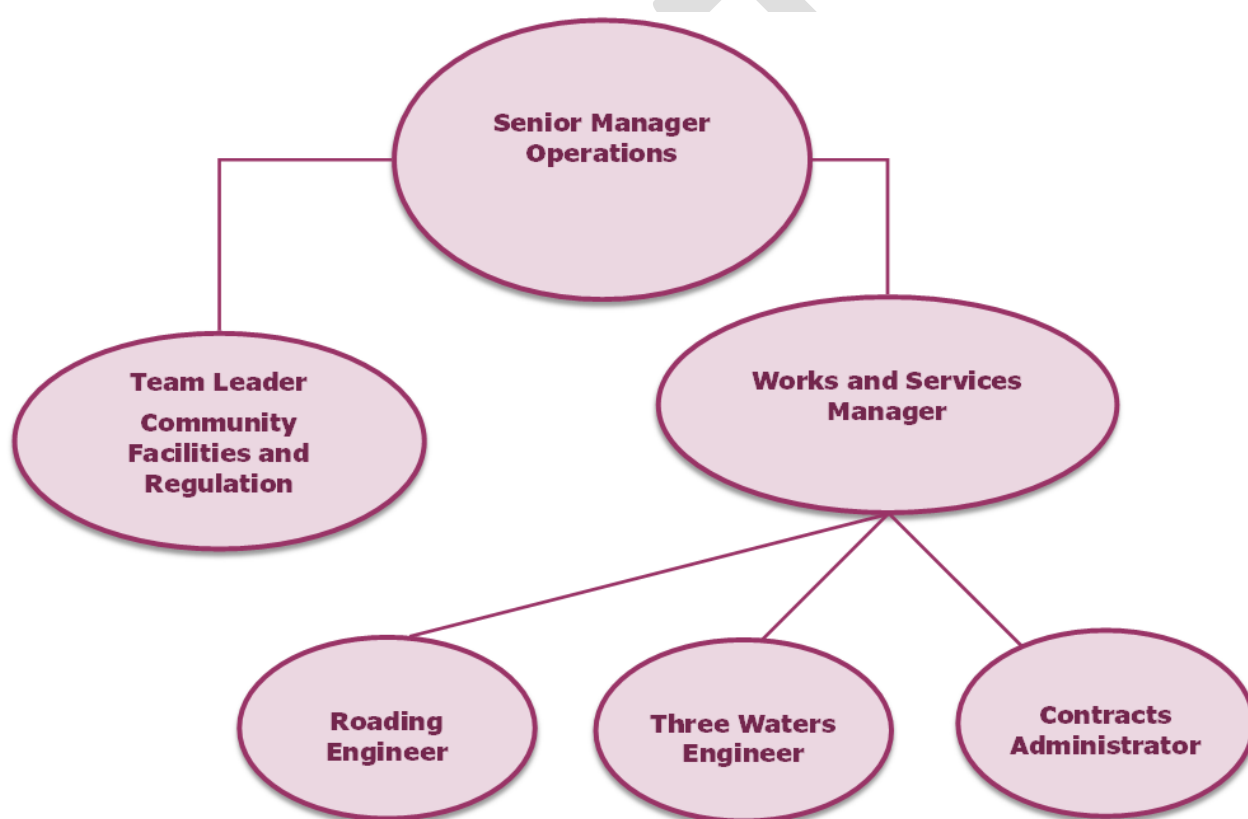 Senior Manager
Operations
Team Leader
Community
Facilities and
Regulation
Works and Services
Manager
Roading
Engineer
Three Waters
Engineer
Contracts
Administrator